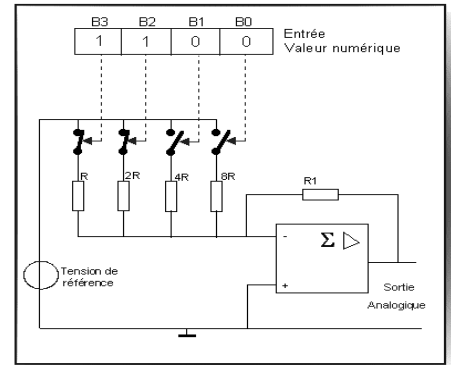 B3 B2 B1 B0
1 1 0 0
Entrée
Valeur numérique
R 2R 4R 8R
R1
-
Σ
+
Tension de
référence
Sortie
Analogique